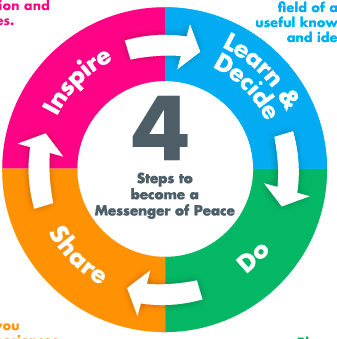 ion and
es.
field of a
useful know
and ide
Inspire
Learn &
Decide
4
Steps to
become a
Messenger of Peace
Share
Do
you